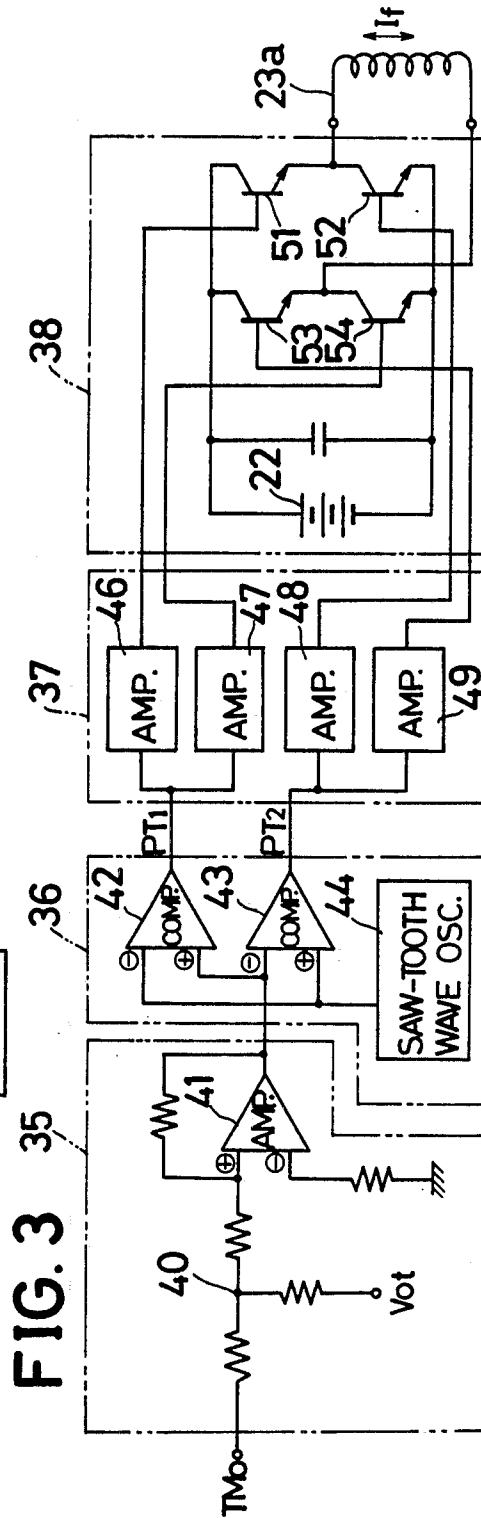 FIG. 3
35
36
37
38
TMo
40
Vot
41
AMP.
⊕
⊖
42
COMP.
⊖
⊕
43
COMP.
⊖
⊕
44
SAW-TOOTH
WAVE OSC.
PT1
PT2
46
AMP.
47
AMP.
48
AMP.
49
AMP.
22
53
54
51
52
23a
If